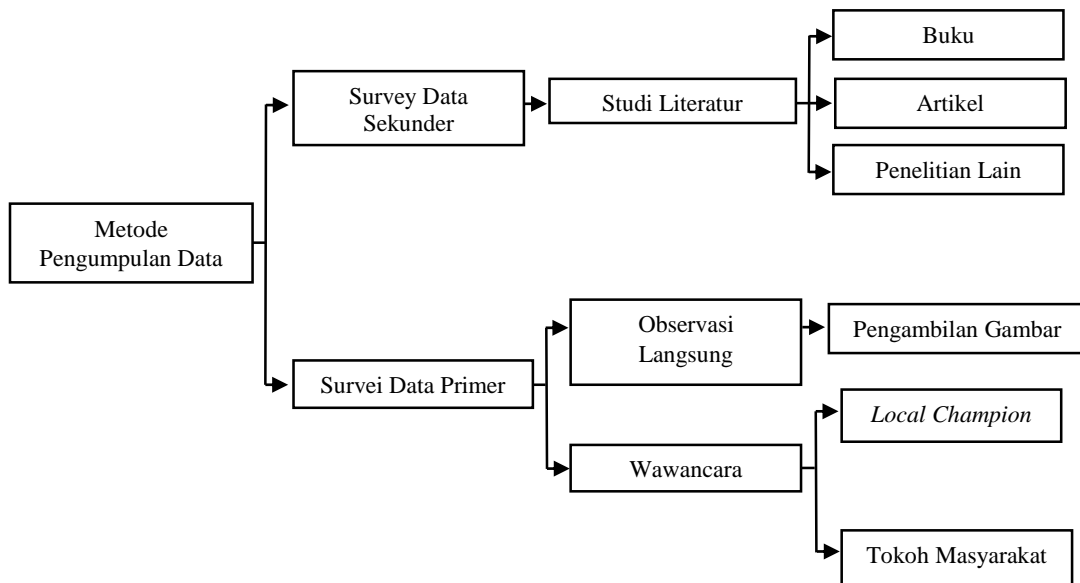 Buku
Survey Data
Sekunder
Studi Literatur
Artikel
Penelitian Lain
Metode
Pengumpulan Data
Observasi
Langsung
Pengambilan Gambar
Survei Data Primer
Local Champion
Wawancara
Tokoh Masyarakat